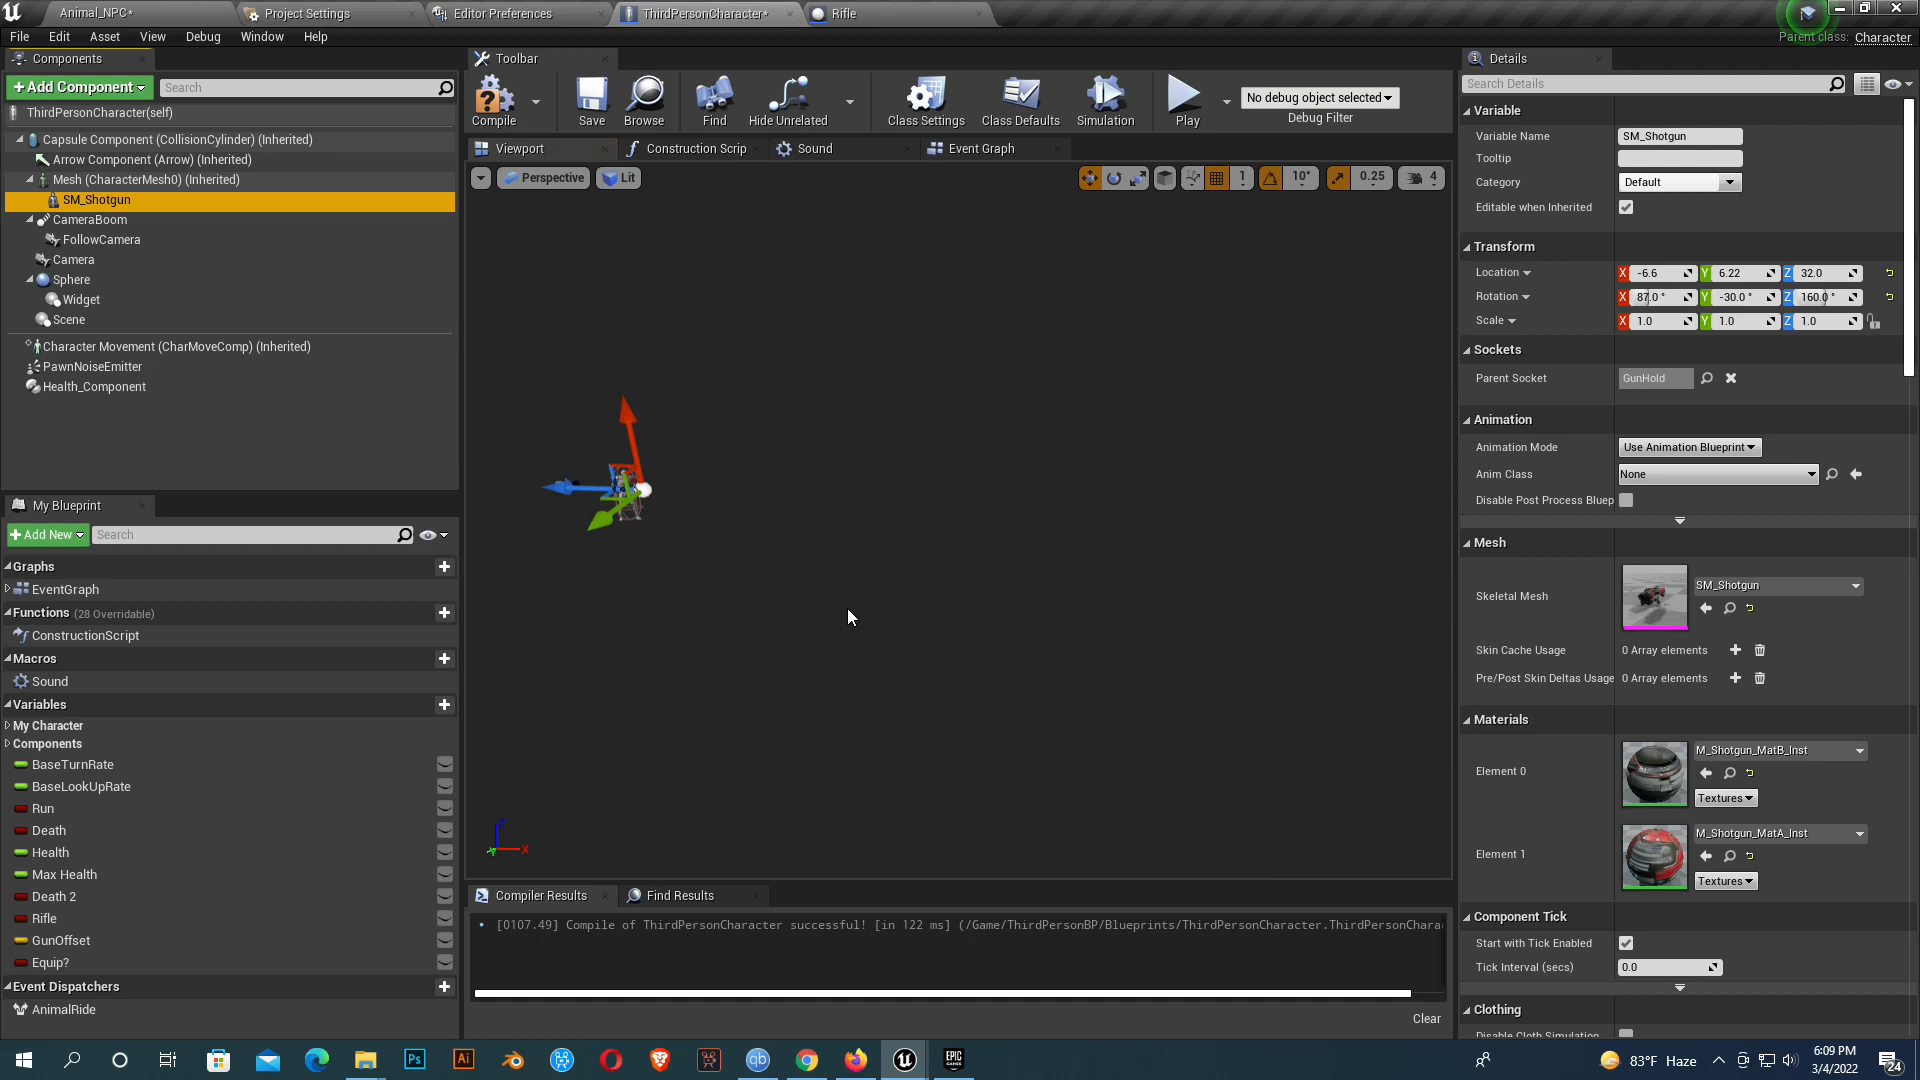 Animal_NPC*
Project Settings
Editor Preferences
ThirdPersonCharacter*
Rifle
File Edit Asset View Debug Window Help
Parent class: Character
Components
Add Component
Search
ThirdPersonCharacter(self)
Capsule Component (CollisionCylinder) (Inherited)
Arrow Component (Arrow) (Inherited)
Mesh (CharacterMesh0) (Inherited)
SM_Shotgun
CameraBoom
FollowCamera
Camera
Sphere
Widget
Scene
Character Movement (CharMoveComp) (Inherited)
PawnNoiseEmitter
Health_Component
My Blueprint
Add New
Search
Graphs
EventGraph
Functions (28 Overridable)
ConstructionScript
Macros
Sound
Variables
My Character
Components
BaseTurnRate
BaseLookUpRate
Run
Death
Health
Max Health
Death 2
Rifle
GunOffset
Equip?
Event Dispatchers
AnimalRide
Toolbar
Compile
Save
Browse
Find
Hide Unrelated
Class Settings
Class Defaults
Simulation
Play
No debug object selected
Debug Filter
Viewport
Construction Scrip
Sound
Event Graph
Perspective
Lit
1
10°
0.25
4
Z
X
Y
Compiler Results
Find Results
[0107.49] Compile of ThirdPersonCharacter successful! [in 122 ms] (/Game/ThirdPersonBP/Blueprints/ThirdPersonCharacter.ThirdPersonChara
Clear
Details
Search Details
Variable
Variable Name SM_Shotgun
Tooltip
Category Default
Editable when Inherited
Transform
Location X -6.6 Y 6.22 Z 32.0
Rotation X 87.0 ° Y -30.0 ° Z 160.0 °
Scale X 1.0 Y 1.0 Z 1.0
Sockets
Parent Socket GunHold
Animation
Animation Mode Use Animation Blueprint
Anim Class None
Disable Post Process Bluep
Mesh
Skeletal Mesh SM_Shotgun
Skin Cache Usage 0 Array elements
Pre/Post Skin Deltas Usage 0 Array elements
Materials
Element 0 M_Shotgun_MatB_Inst
Textures
Element 1 M_Shotgun_MatA_Inst
Textures
Component Tick
Start with Tick Enabled
Tick Interval (secs) 0.0
Clothing
Disable Cloth Simulation
Ps
Ai
qb
EPIC GAMES
83°F Haze
6:09 PM
3/4/2022
24